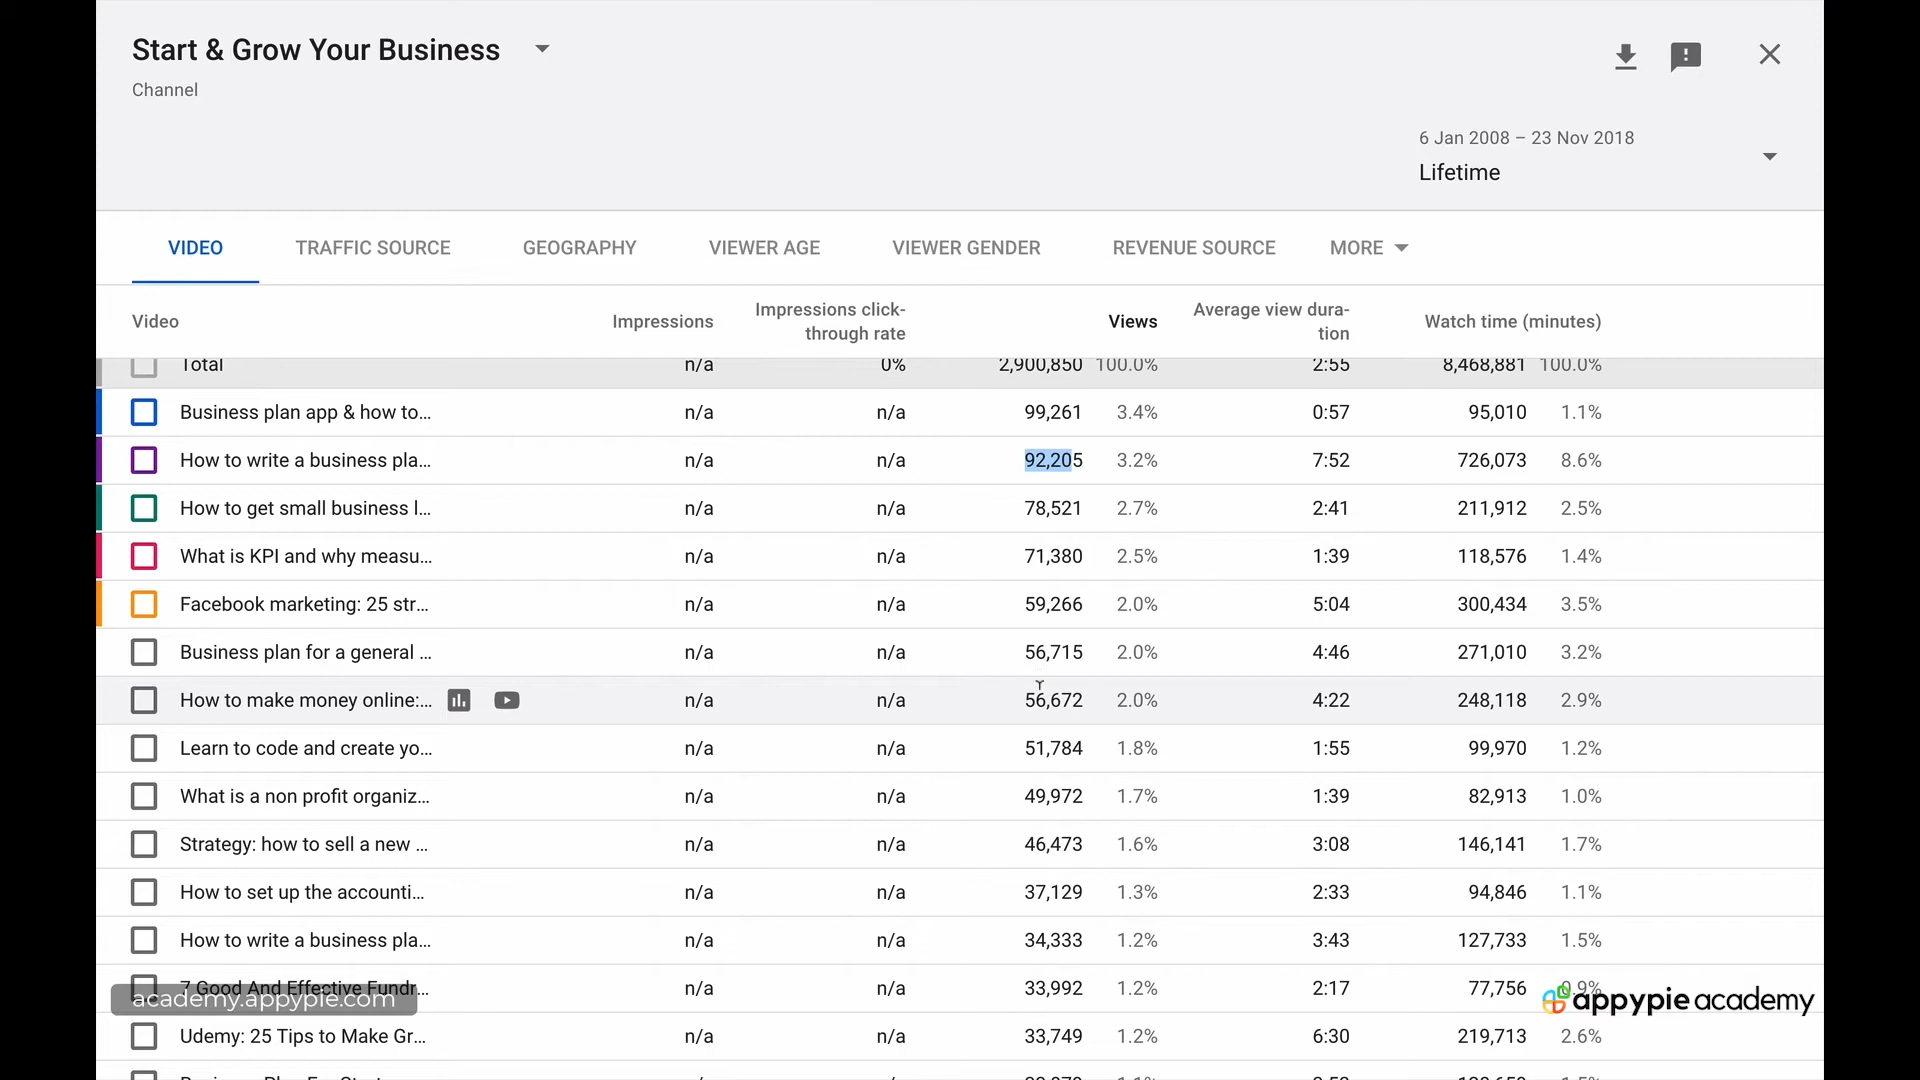 Start & Grow Your Business
Channel
6 Jan 2008 – 23 Nov 2018
Lifetime
VIDEO TRAFFIC SOURCE GEOGRAPHY VIEWER AGE VIEWER GENDER REVENUE SOURCE MORE
Video Impressions Impressions click-through rate Views Average view dura-tion Watch time (minutes)
Total n/a 0% 2,900,850 100.0% 2:55 8,468,881 100.0%
Business plan app & how to... n/a n/a 99,261 3.4% 0:57 95,010 1.1%
How to write a business pla... n/a n/a 92,205 3.2% 7:52 726,073 8.6%
How to get small business l... n/a n/a 78,521 2.7% 2:41 211,912 2.5%
What is KPI and why measu... n/a n/a 71,380 2.5% 1:39 118,576 1.4%
Facebook marketing: 25 str... n/a n/a 59,266 2.0% 5:04 300,434 3.5%
Business plan for a general ... n/a n/a 56,715 2.0% 4:46 271,010 3.2%
How to make money online:... n/a n/a 56,672 2.0% 4:22 248,118 2.9%
Learn to code and create yo... n/a n/a 51,784 1.8% 1:55 99,970 1.2%
What is a non profit organiz... n/a n/a 49,972 1.7% 1:39 82,913 1.0%
Strategy: how to sell a new ... n/a n/a 46,473 1.6% 3:08 146,141 1.7%
How to set up the accounti... n/a n/a 37,129 1.3% 2:33 94,846 1.1%
How to write a business pla... n/a n/a 34,333 1.2% 3:43 127,733 1.5%
7 Good And Effective Fundr... n/a n/a 33,992 1.2% 2:17 77,756 0.9%
academy.appypie.com
appypie academy
Udemy: 25 Tips to Make Gr... n/a n/a 33,749 1.2% 6:30 219,713 2.6%